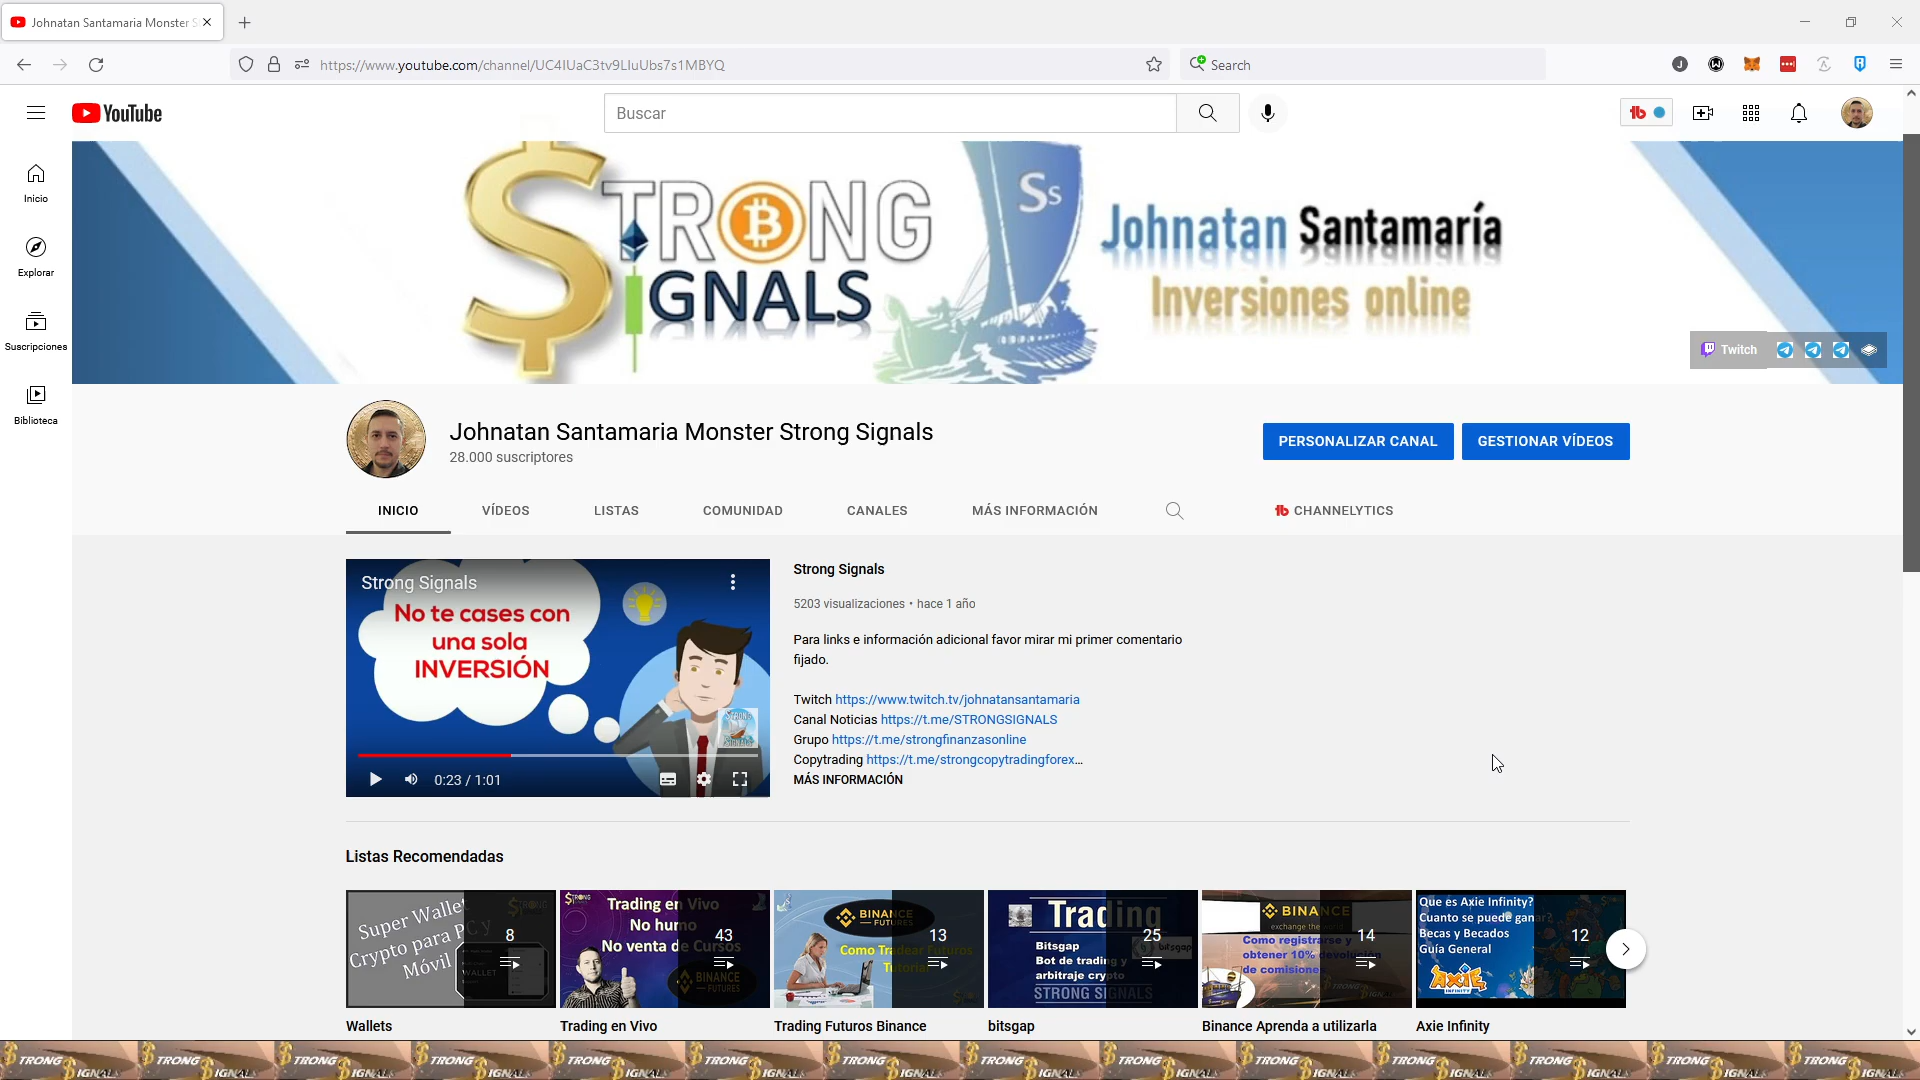 Johnatan Santamaria Monster S
https://www.youtube.com/channel/UC4IUaC3tv9LIuUbs7s1MBYQ
Search
YouTube
Buscar
Inicio
Explorar
Suscripciones
Biblioteca
$TRONG
SIGNALS
Ss
Johnatan Santamaría
Inversiones online
Twitch
Johnatan Santamaria Monster Strong Signals
28.000 suscriptores
PERSONALIZAR CANAL
GESTIONAR VÍDEOS
INICIO
VÍDEOS
LISTAS
COMUNIDAD
CANALES
MÁS INFORMACIÓN
CHANNELYTICS
Strong Signals
No te cases con
una sola
INVERSIÓN
STRONG
SIGNALS
0:23 / 1:01
Strong Signals
5203 visualizaciones • hace 1 año
Para links e información adicional favor mirar mi primer comentario
fijado.
Twitch https://www.twitch.tv/johnatansantamaria
Canal Noticias https://t.me/STRONGSIGNALS
Grupo https://t.me/strongfinanzasonline
Copytrading https://t.me/strongcopytradingforex...
MÁS INFORMACIÓN
Listas Recomendadas
Super Wallet
Crypto para PC y
Móvil
WALLET
8
Wallets
Trading en Vivo
No humo
No venta de Cursos
BINANCE
FUTURES
43
Trading en Vivo
BINANCE
FUTURES
Como Tradear Futuros
Tutorial
13
Trading Futuros Binance
Trading
Bitsgap
Bot de trading y
arbitraje crypto
bitsgap
STRONG SIGNALS
25
bitsgap
BINANCE
exchange the world
Como registrarse y
obtener 10% devolución
de comisiones
14
Binance Aprenda a utilizarla
Que es Axie Infinity?
Cuanto se puede ganar?
Becas y Becados
Guía General
AXIE
INFINITY
12
Axie Infinity